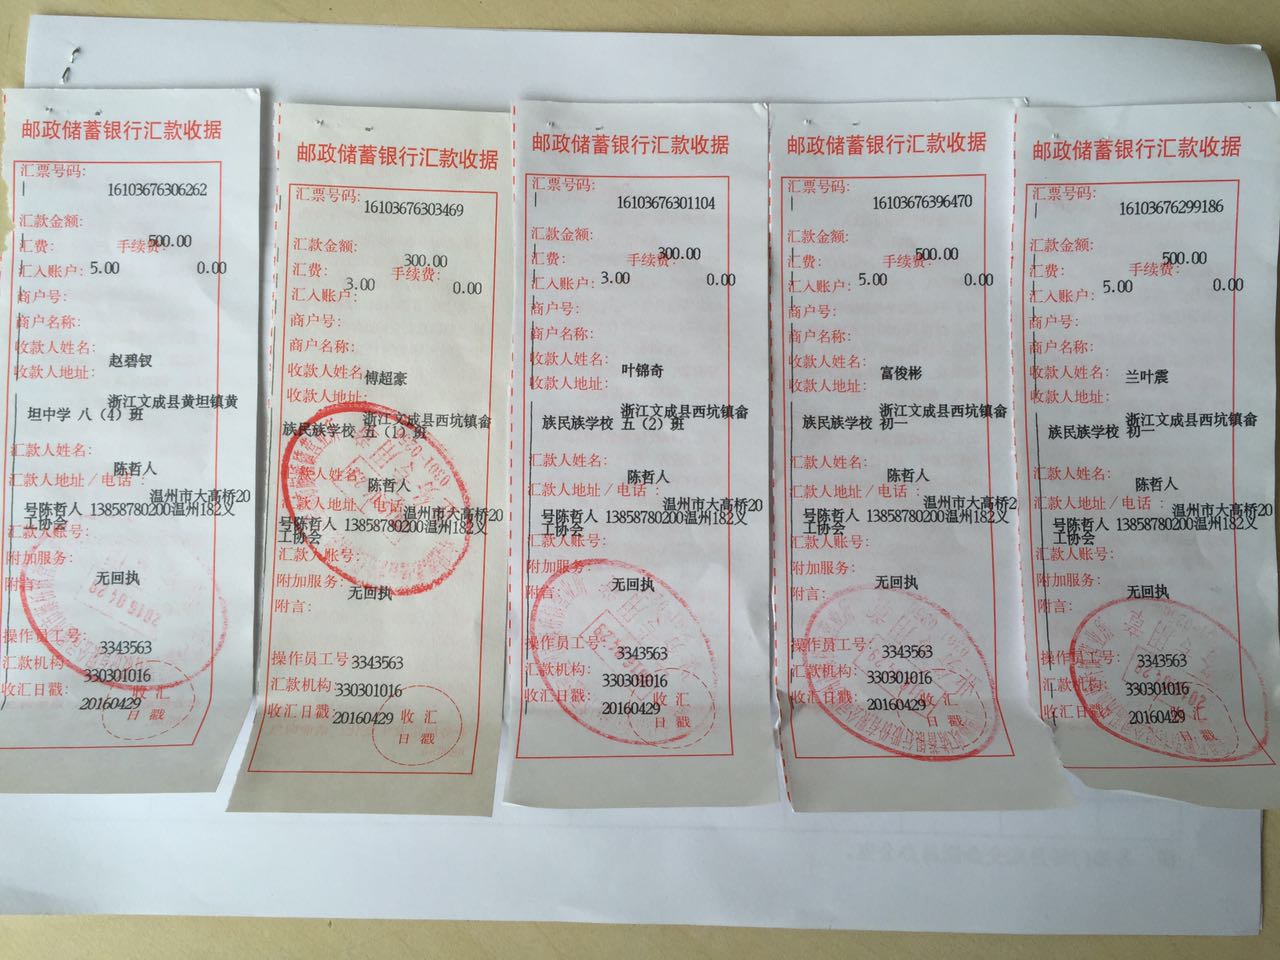 邮政储蓄银行汇款收据
汇票号码:
16103676306262
汇款金额:
500.00
汇费: 手续费:
汇入账户: 5.00 0.00
商户号:
商户名称:
收款人姓名:
赵碧钗
收款人地址:
浙江文成县黄坦镇黄
坦中学 八(4)班
汇款人姓名:
陈哲人
汇款人地址/电话:
温州市大高桥20
号陈哲人 13858780200温州182义
工协会
汇款人账号:
附加服务:
无回执
附言:
操作员工号:
3343563
汇款机构:
330301016
收汇日戳:
20160429
收汇
日戳
邮政储蓄银行汇款收据
汇票号码:
16103676303469
汇款金额:
300.00
汇费: 手续费:
3.00 0.00
汇入账户:
商户号:
商户名称:
收款人姓名
傅超豪
收款人地址:
浙江文成县西坑镇畲
族民族学校 五(1)班
汇款人姓名:
陈哲人
汇款人地址/电话
温州市大高桥20
号陈哲人 13858780200温州182义
工协会
汇款人账号:
附加服务:
无回执
附言:
操作员工号
3343563
汇款机构:
330301016
收汇日戳:
20160429
收汇
日戳
邮政储蓄银行汇款收据
汇票号码:
16103676301104
汇款金额:
300.00
汇费: 手续费:
汇入账户: 3.00 0.00
商户号:
商户名称:
收款人姓名:
叶锦奇
收款人地址:
浙江文成县西坑镇畲
族民族学校 五(2)班
汇款人姓名:
陈哲人
汇款人地址/电话:
温州市大高桥20
号陈哲人 13858780200温州182义
工协会
汇款人账号:
附加服务:
无回执
附言:
操作员工号:
3343563
汇款机构:
330301016
收汇日戳:
20160429
收汇
日戳
邮政储蓄银行汇款收据
汇票号码:
16103676396470
汇款金额:
500.00
汇费: 手续费:
汇入账户: 5.00 0.00
商户号:
商户名称:
收款人姓名:
富俊彬
收款人地址:
浙江文成县西坑镇畲
族民族学校 初一
汇款人姓名:
陈哲人
汇款人地址/电话:
温州市大高桥20
号陈哲人 13858780200温州182义
工协会
汇款人账号:
附加服务:
无回执
附言:
操作员工号:
3343563
汇款机构:
330301016
收汇日戳:
20160429
收汇
日戳
邮政储蓄银行汇款收据
汇票号码:
16103676299186
汇款金额:
500.00
汇费: 手续费:
汇入账户: 5.00 0.00
商户号:
商户名称:
收款人姓名:
兰叶震
收款人地址:
浙江文成县西坑镇畲
族民族学校 初一
汇款人姓名:
陈哲人
汇款人地址/电话:
温州市大高桥20
号陈哲人 13858780200温州182义
工协会
汇款人账号:
附加服务:
无回执
附言:
操作员工号:
3343563
汇款机构:
330301016
收汇日戳:
20160429
收汇
日戳